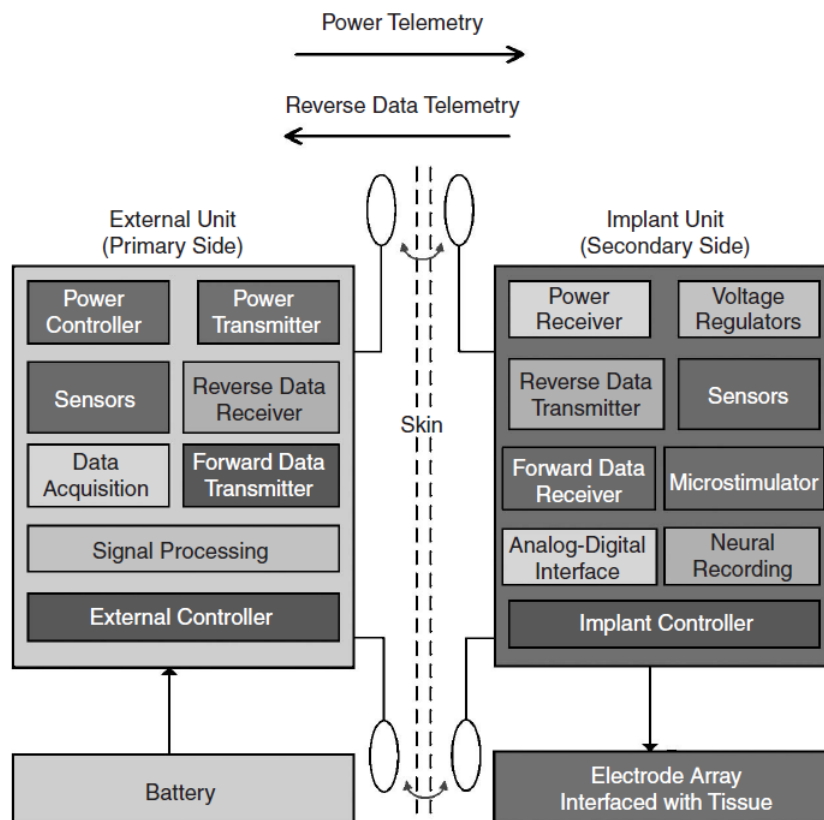 Power Telemetry
Reverse Data Telemetry
External Unit
(Primary Side)
Implant Unit
(Secondary Side)
Power
Controller
Power
Transmitter
Sensors
Reverse Data
Receiver
Data
Acquisition
Forward Data
Transmitter
Signal Processing
External Controller
Battery
Skin
Power
Receiver
Voltage
Regulators
Reverse Data
Transmitter
Sensors
Forward Data
Receiver
Microstimulator
Analog-Digital
Interface
Neural
Recording
Implant Controller
Electrode Array
Interfaced with Tissue